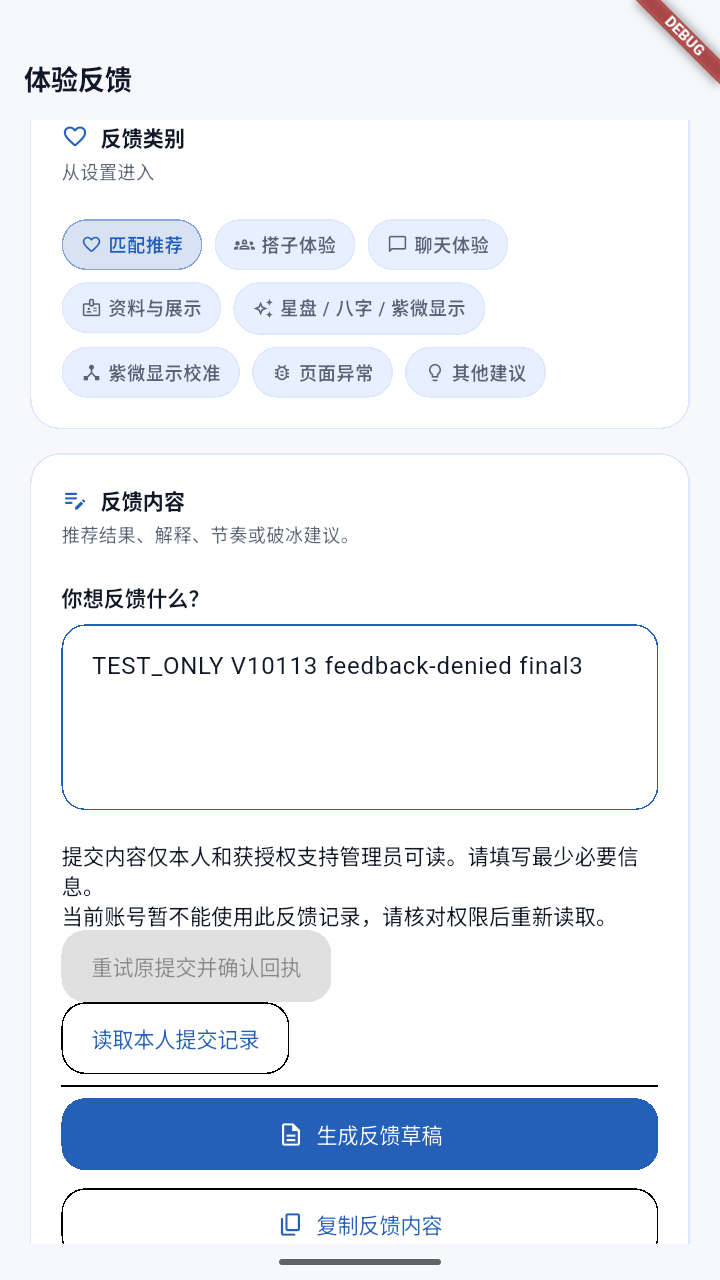 DEBUG
体验反馈
反馈类别
从设置进入
匹配推荐
搭子体验
聊天体验
资料与展示
星盘 / 八字 / 紫微显示
紫微显示校准
页面异常
其他建议
反馈内容
推荐结果、解释、节奏或破冰建议。
你想反馈什么?
TEST_ONLY V10113 feedback-denied final3
提交内容仅本人和获授权支持管理员可读。请填写最少必要信
息。
当前账号暂不能使用此反馈记录，请核对权限后重新读取。
重试原提交并确认回执
读取本人提交记录
生成反馈草稿
复制反馈内容